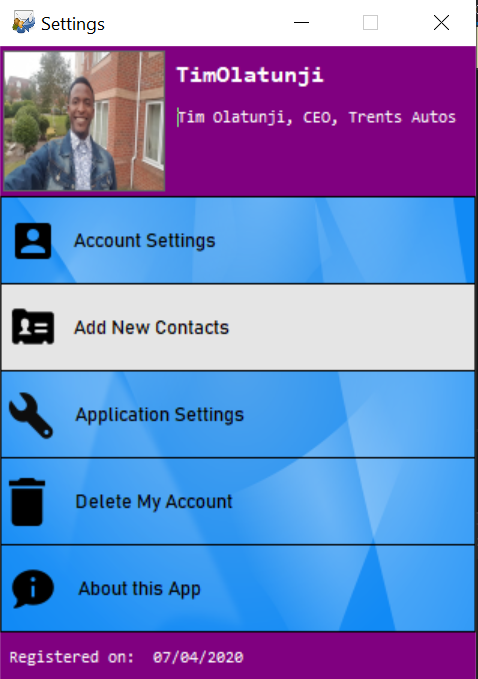 Settings
TimOlatunji
Tim Olatunji, CEO, Trents Autos
Account Settings
Add New Contacts
Application Settings
Delete My Account
About this App
Registered on:  07/04/2020